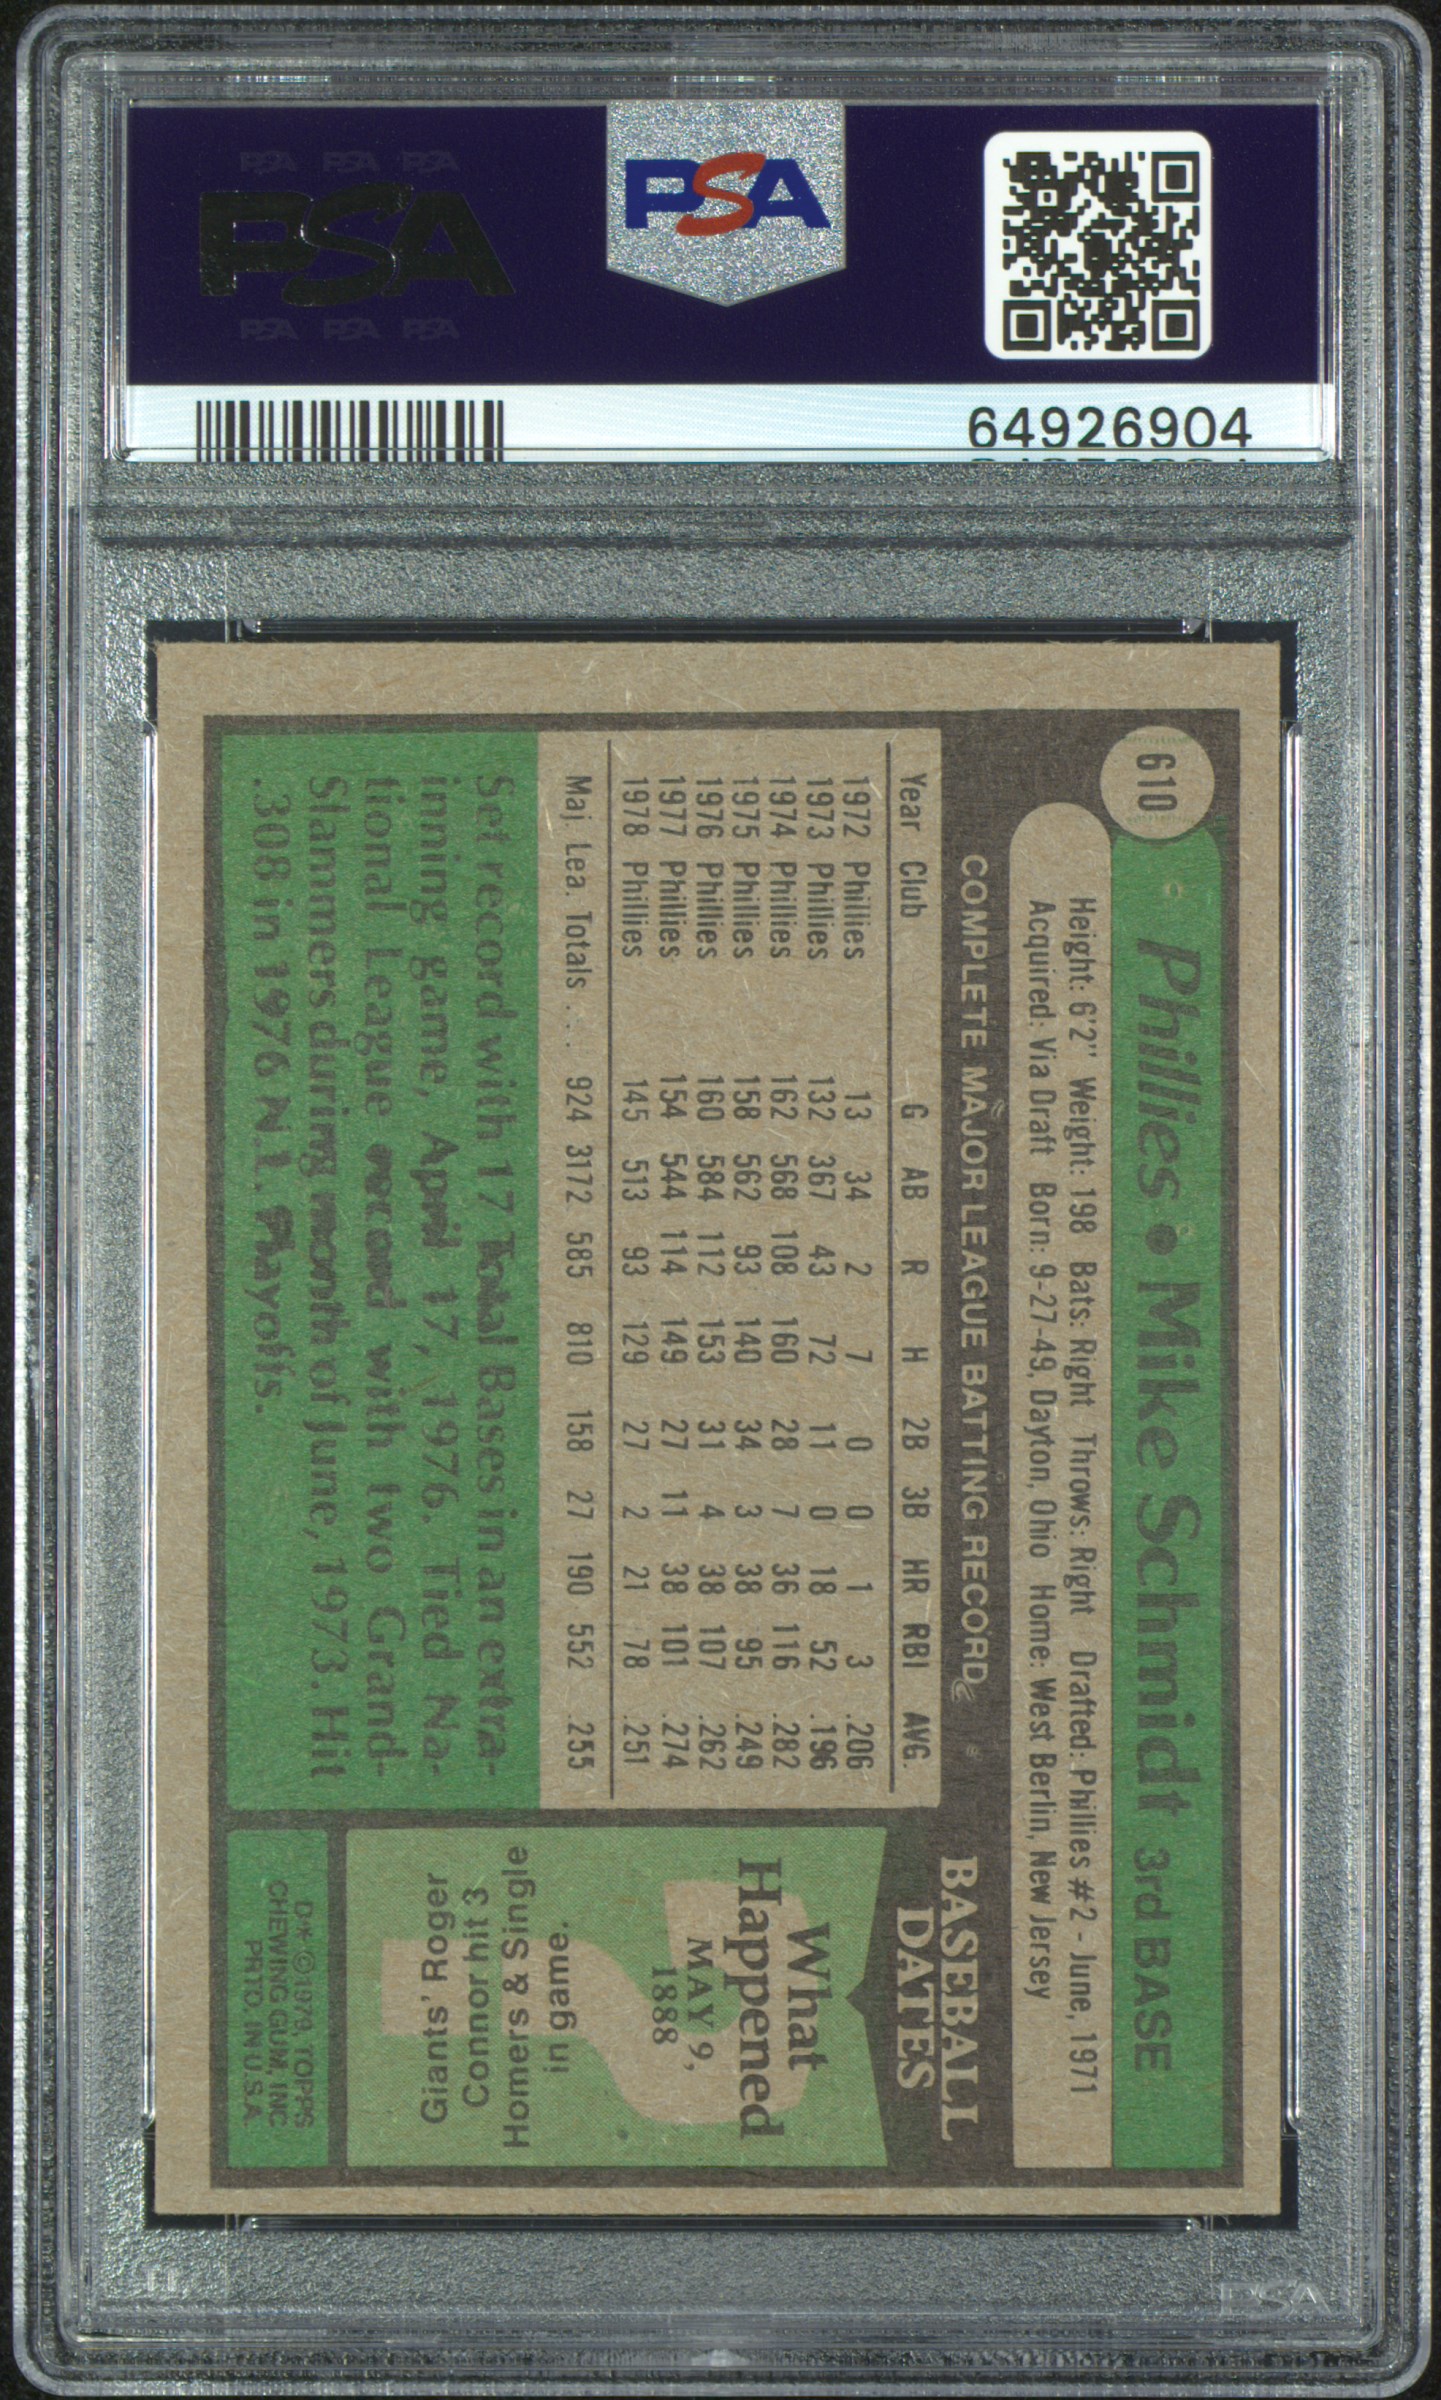 PSA PSA PSA
PSA
PSA PSA PSA
PSA
64926904
610
Phillies • Mike Schmidt 3rd BASE
Height: 6'2" Weight: 198 Bats: Right Throws: Right Drafted: Phillies #2 - June, 1971
Acquired: Via Draft Born: 9-27-49, Dayton, Ohio Home: West Berlin, New Jersey
COMPLETE MAJOR LEAGUE BATTING RECORD
Year Club G AB R H 2B 3B HR RBI AVG.
1972 Phillies 13 34 2 7 0 0 1 3 .206
1973 Phillies 132 367 43 72 11 0 18 52 .196
1974 Phillies 162 568 108 160 28 7 36 116 .282
1975 Phillies 158 562 93 140 34 3 38 95 .249
1976 Phillies 160 584 112 153 31 4 38 107 .262
1977 Phillies 154 544 114 149 27 11 38 101 .274
1978 Phillies 145 513 93 129 27 2 21 78 .251
Maj. Lea. Totals . . . 924 3172 585 810 158 27 190 552 .255
Set record with 17 Total Bases in an extra-
inning game, April 17, 1976. Tied Na-
tional League record with two Grand-
Slammers during month of June, 1973. Hit
.308 in 1976 N.L. Playoffs.
BASEBALL
DATES
What
Happened
MAY 9,
1888
?
Giants' Roger
Connor hit 3
Homers & Single
in game.
D** ©1979, TOPPS
CHEWING GUM, INC
PRTD. IN U.S.A.
PSA